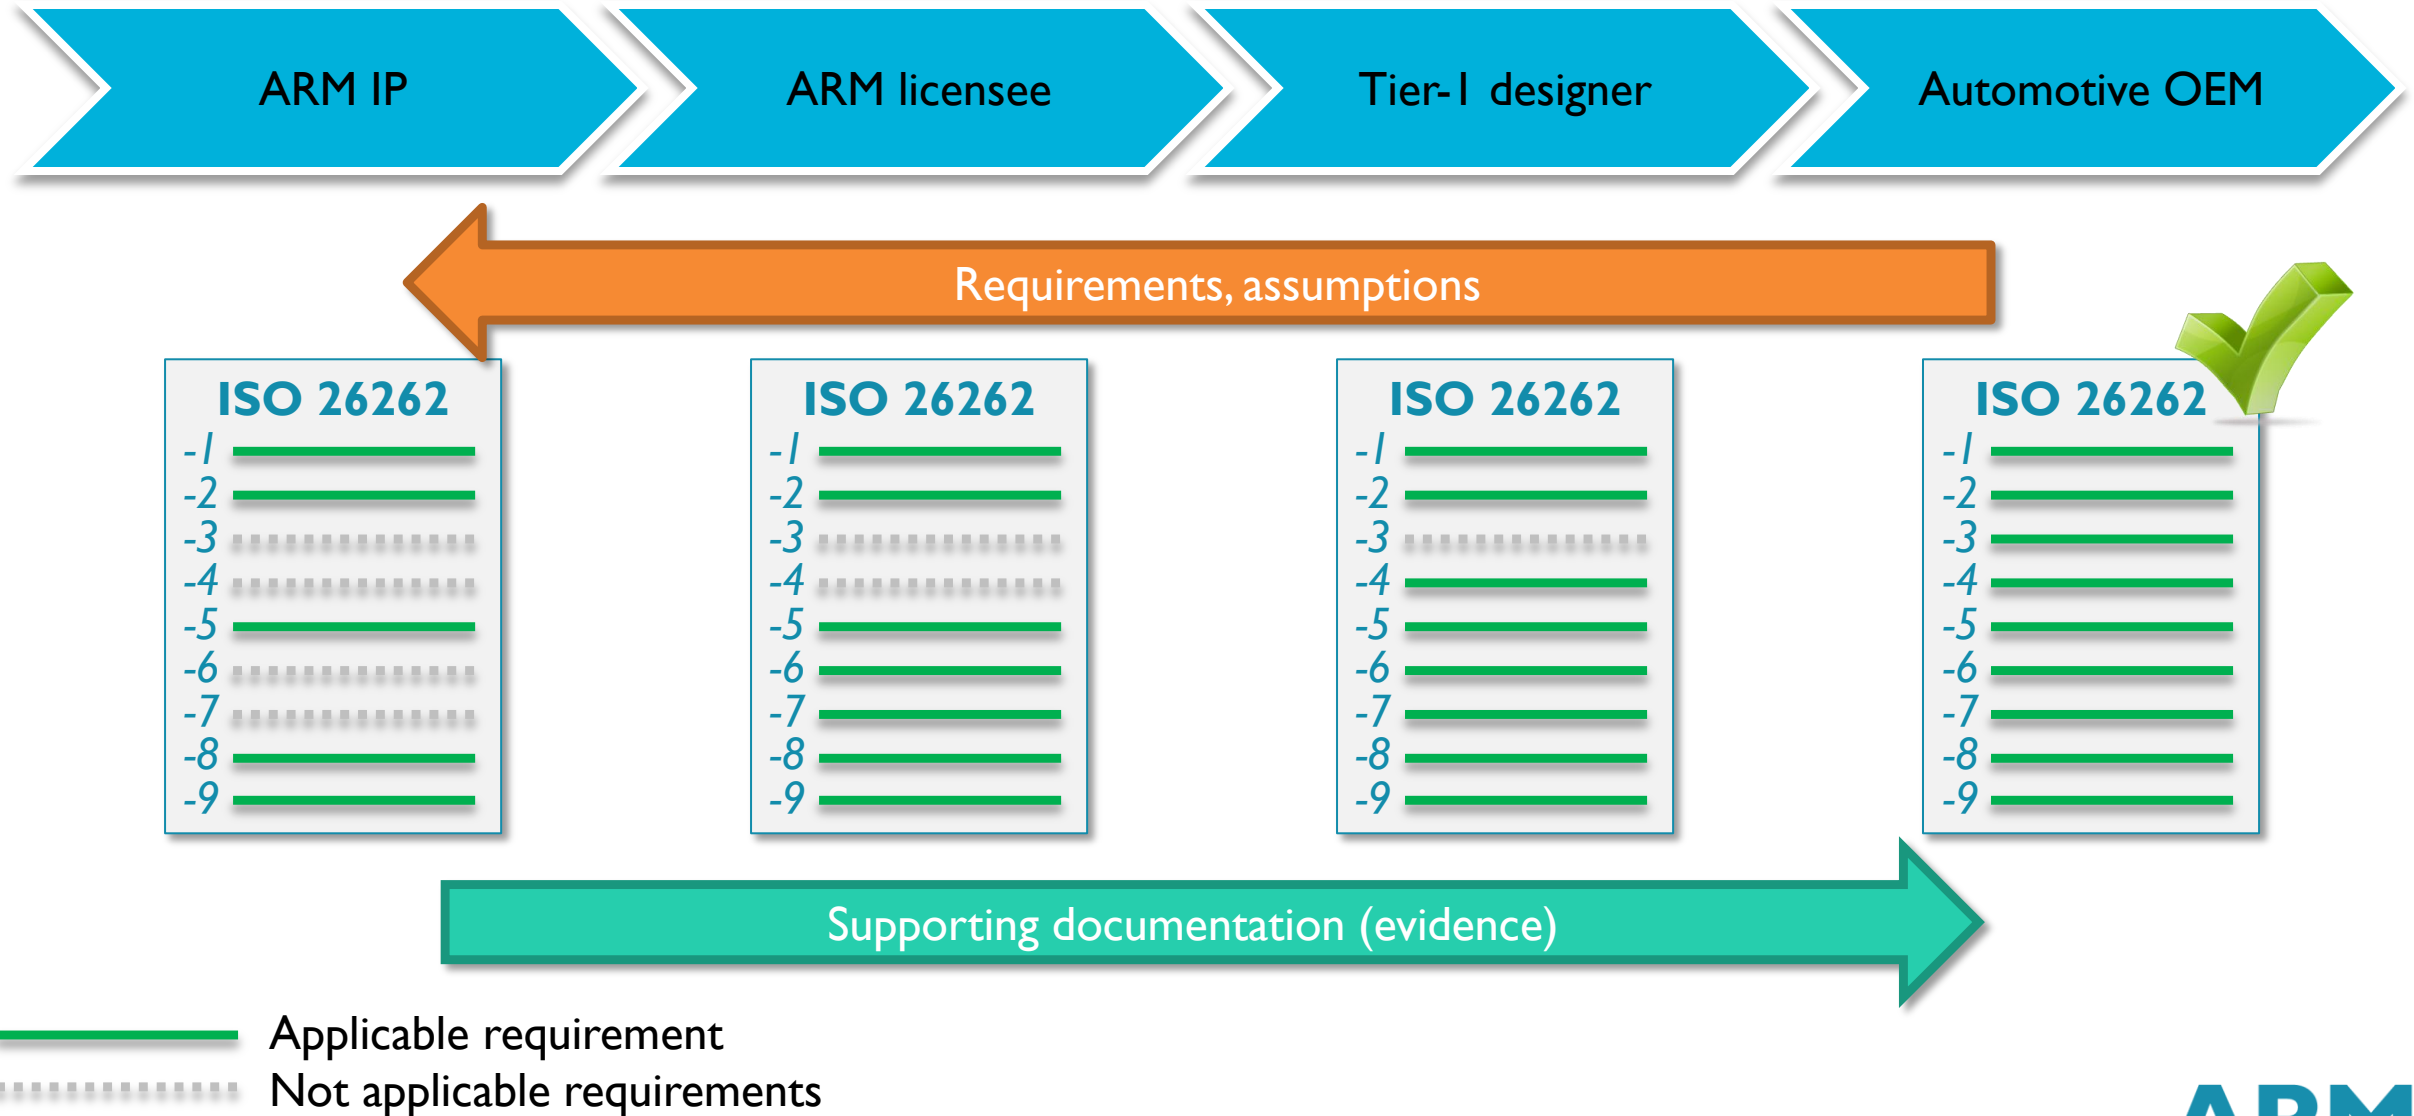 ARM IP
ARM licensee
Tier-1 designer
Automotive OEM
Requirements, assumptions
ISO 26262
-1
-2
-3
-4
-5
-6
-7
-8
-9
ISO 26262
-1
-2
-3
-4
-5
-6
-7
-8
-9
ISO 26262
-1
-2
-3
-4
-5
-6
-7
-8
-9
ISO 26262
-1
-2
-3
-4
-5
-6
-7
-8
-9
Supporting documentation (evidence)
Applicable requirement
Not applicable requirements
ARM